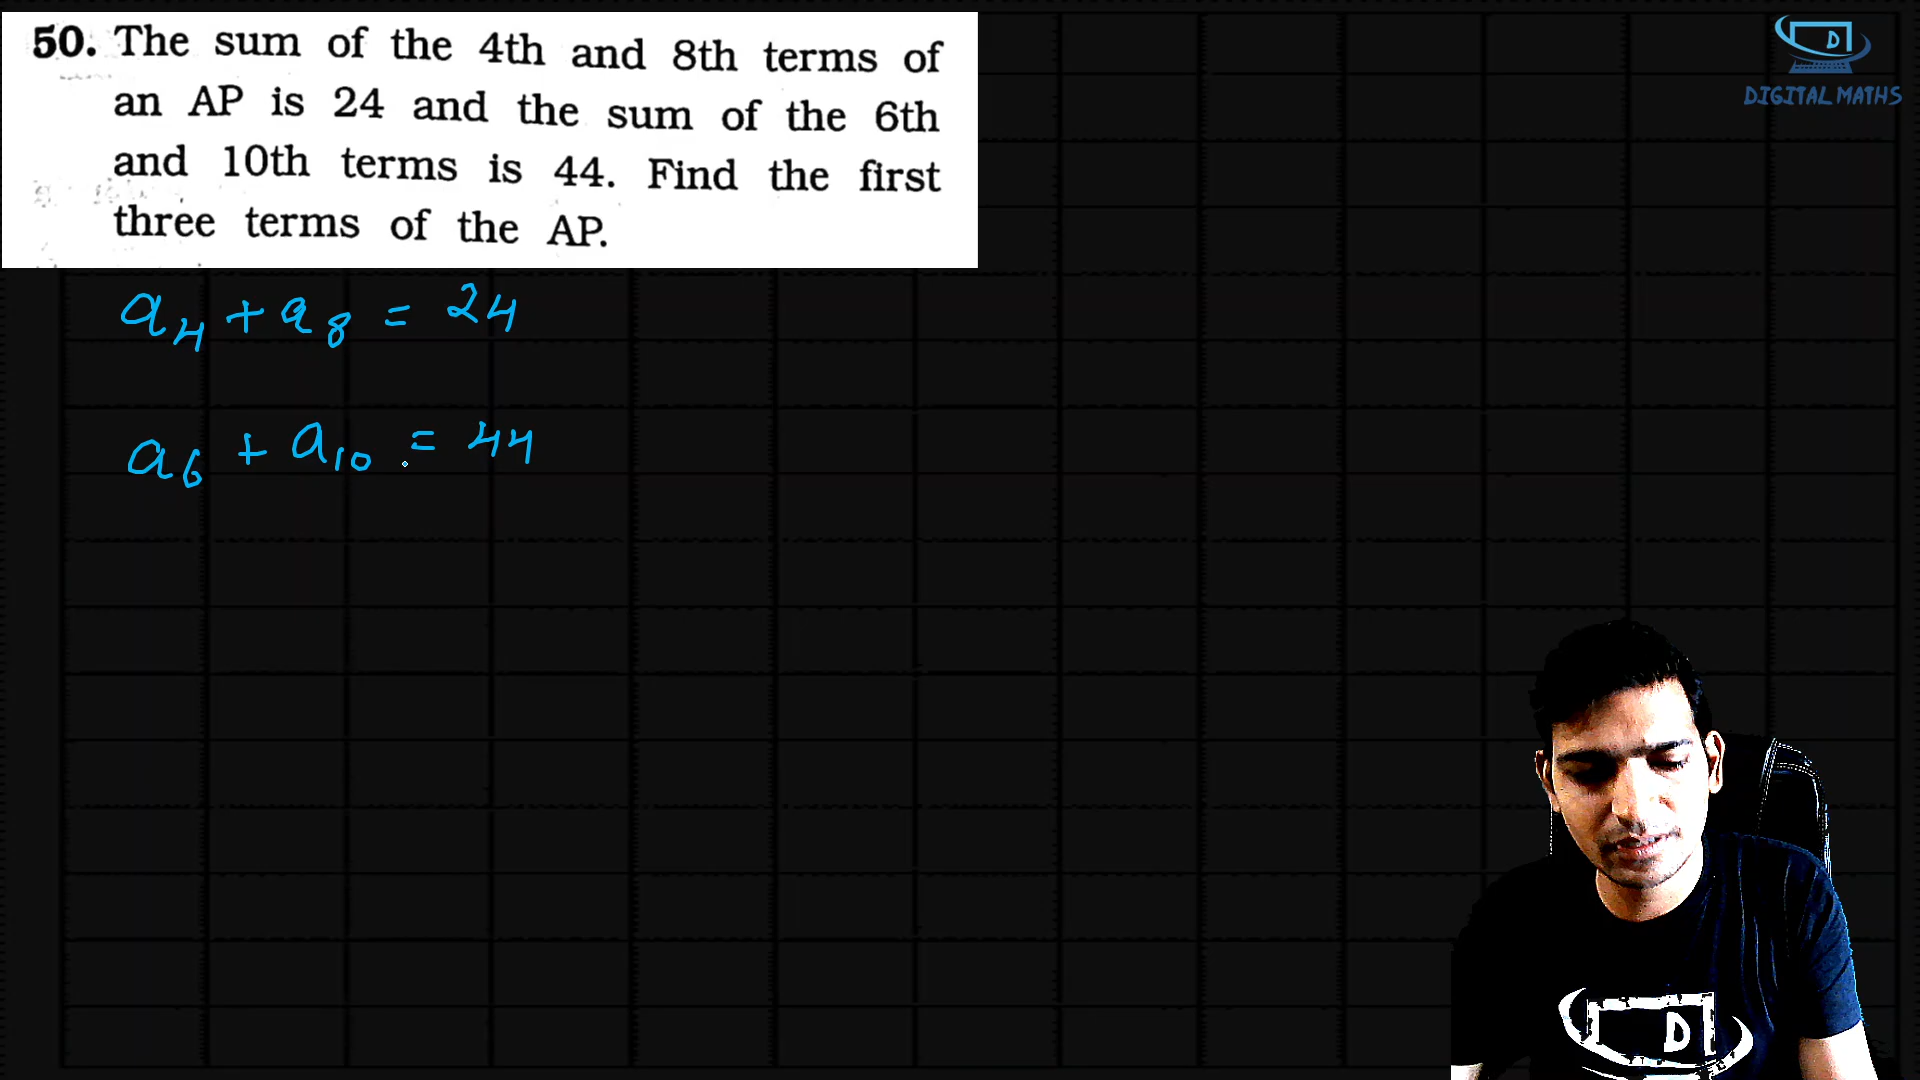 50. The sum of the 4th and 8th terms of
an AP is 24 and the sum of the 6th
and 10th terms is 44. Find the first
three terms of the AP.
a₄ + a₈ = 24
a₆ + a₁₀ = 44
D
DIGITAL MATHS
D